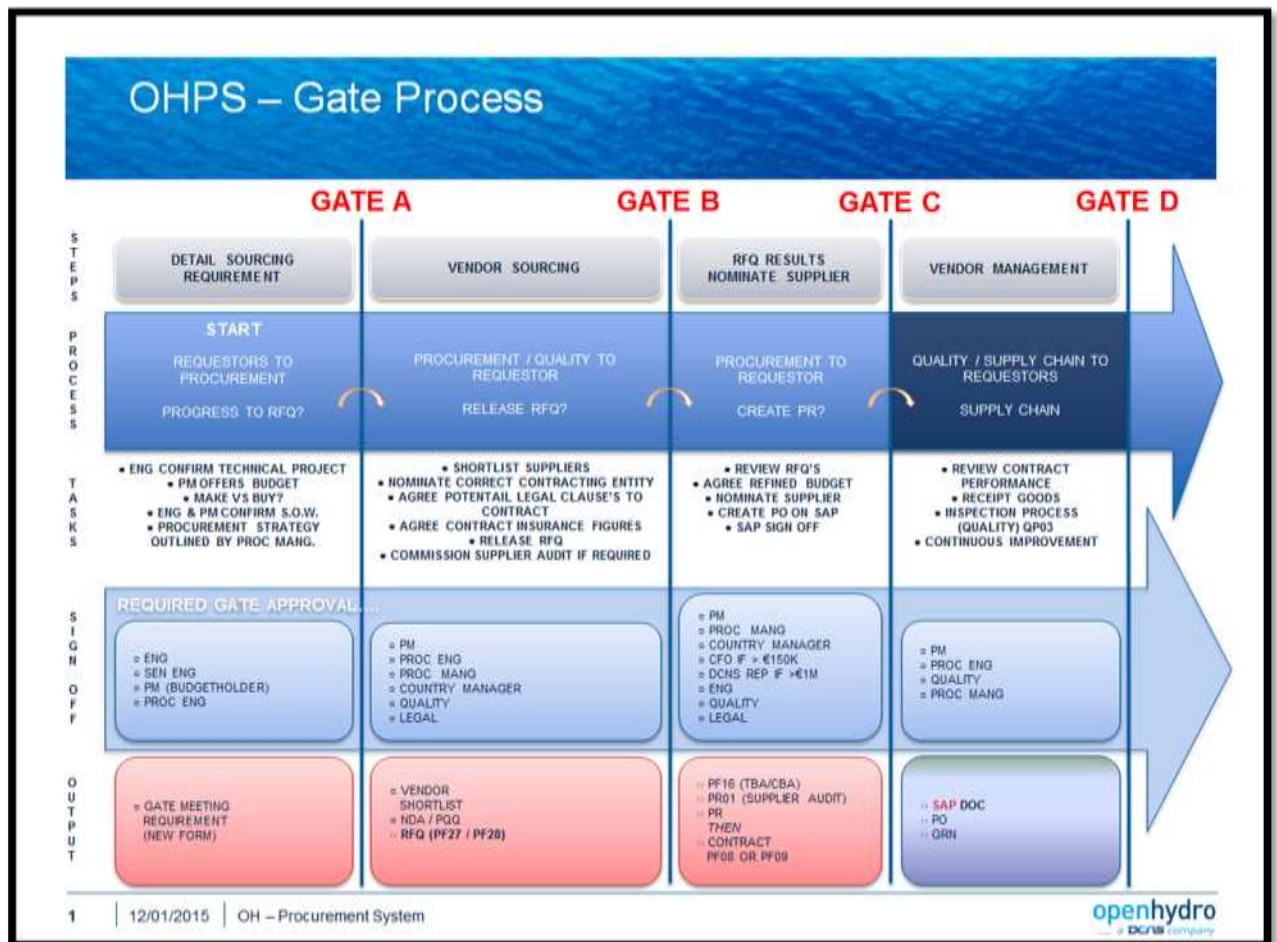 OHPS – Gate Process
GATE A
GATE B
GATE C
GATE D
STEPS
DETAIL SOURCING
REQUIREMENT
VENDOR SOURCING
RFQ RESULTS
NOMINATE SUPPLIER
VENDOR MANAGEMENT
PROCESS
START
REQUESTORS TO
PROCUREMENT
PROGRESS TO RFQ?
PROCUREMENT / QUALITY TO
REQUESTOR
RELEASE RFQ?
PROCUREMENT TO
REQUESTOR
CREATE PR?
QUALITY / SUPPLY CHAIN TO
REQUESTORS
SUPPLY CHAIN
TASKS
• ENG CONFIRM TECHNICAL PROJECT
• PM OFFERS BUDGET
• MAKE VS BUY?
• ENG & PM CONFIRM S.O.W.
• PROCUREMENT STRATEGY
OUTLINED BY PROC MANG.
• SHORTLIST SUPPLIERS
• NOMINATE CORRECT CONTRACTING ENTITY
• AGREE POTENTAIL LEGAL CLAUSE'S TO
CONTRACT
• AGREE CONTRACT INSURANCE FIGURES
• RELEASE RFQ
• COMMISSION SUPPLIER AUDIT IF REQUIRED
• REVIEW RFQ'S
• AGREE REFINED BUDGET
• NOMINATE SUPPLIER
• CREATE PO ON SAP
• SAP SIGN OFF
• REVIEW CONTRACT
PERFORMANCE
• RECEIPT GOODS
• INSPECTION PROCESS
(QUALITY) QP03
• CONTINUOUS IMPROVEMENT
SIGN OFF
REQUIRED GATE APPROVAL....
ENG
SEN ENG
PM (BUDGETHOLDER)
PROC ENG
PM
PROC ENG
PROC MANG
COUNTRY MANAGER
QUALITY
LEGAL
PM
PROC MANG
COUNTRY MANAGER
CFO IF > €150K
DCNS REP IF >€1M
ENG
QUALITY
LEGAL
PM
PROC ENG
QUALITY
PROC MANG
OUTPUT
GATE MEETING
REQUIREMENT
(NEW FORM)
VENDOR
SHORTLIST
NDA / PQQ
RFQ (PF27 / PF28)
PF16 (TBA/CBA)
PR01 (SUPPLIER AUDIT)
PR
THEN
CONTRACT
PF08 OR PF09
SAP DOC
PO
GRN
1
12/01/2015
OH – Procurement System
openhydro
a DCNS company